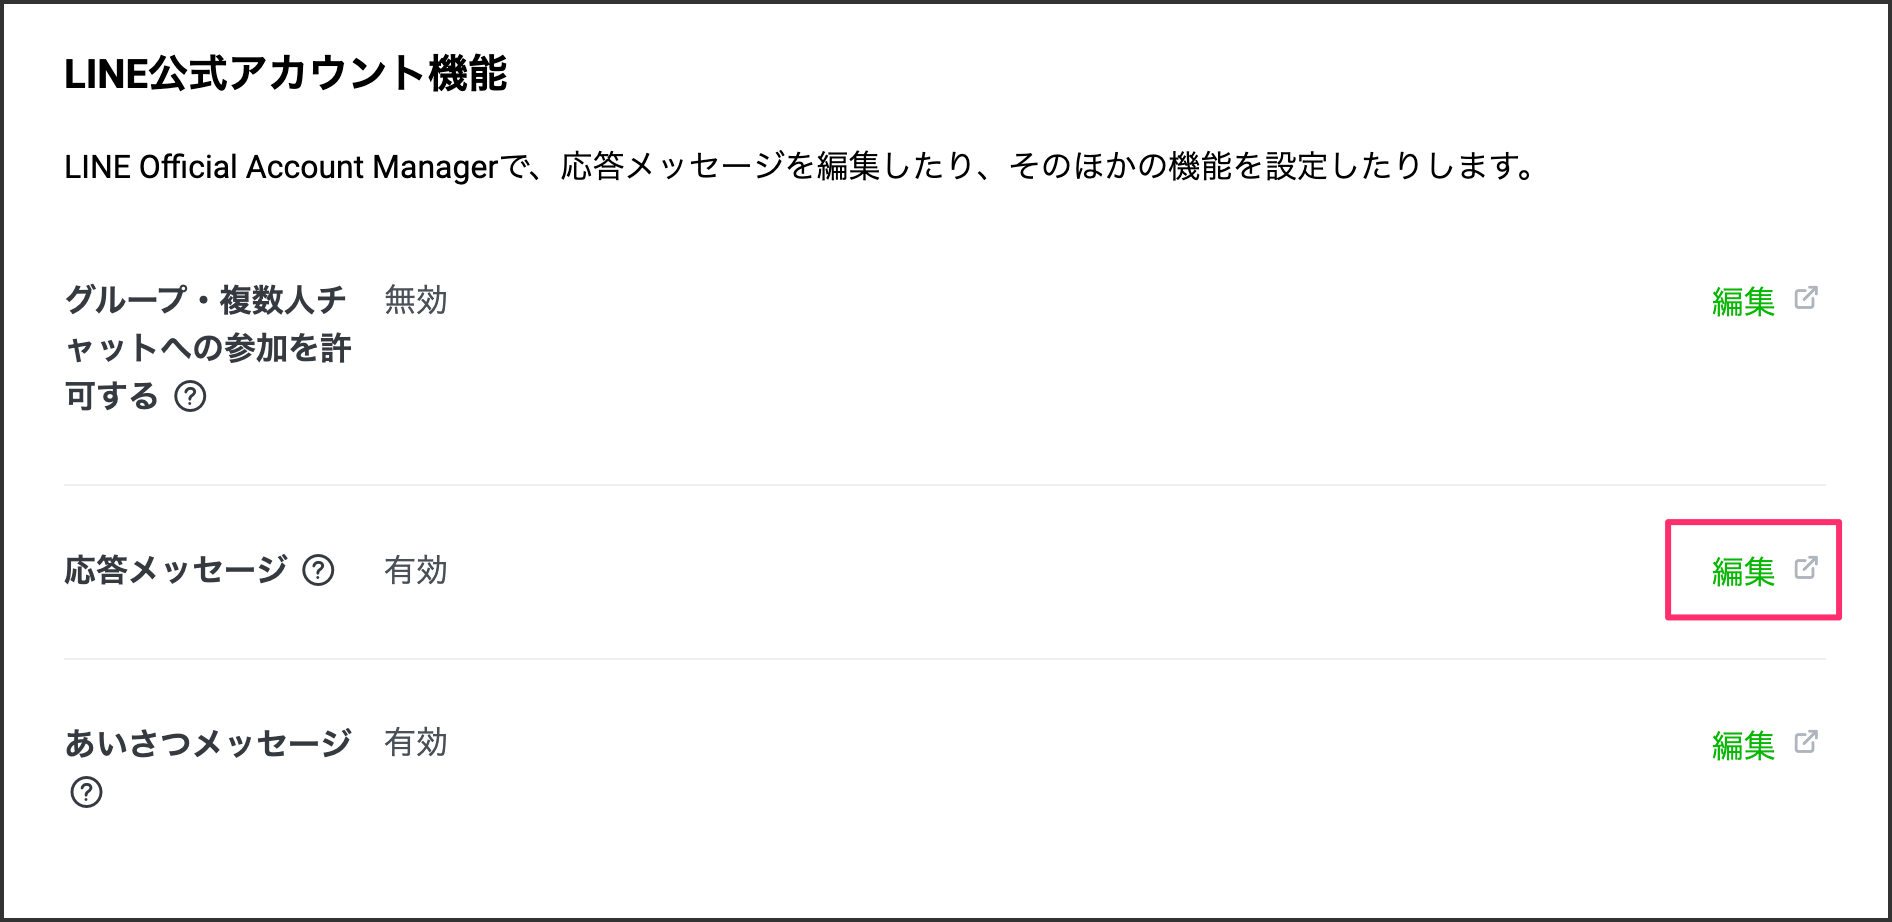 LINE公式アカウント機能
LINE Official Account Managerで、応答メッセージを編集したり、そのほかの機能を設定したりします。
グループ・複数人チ 無効 編集
ャットへの参加を許
可する ?
応答メッセージ ? 有効 編集
あいさつメッセージ 有効 編集
?